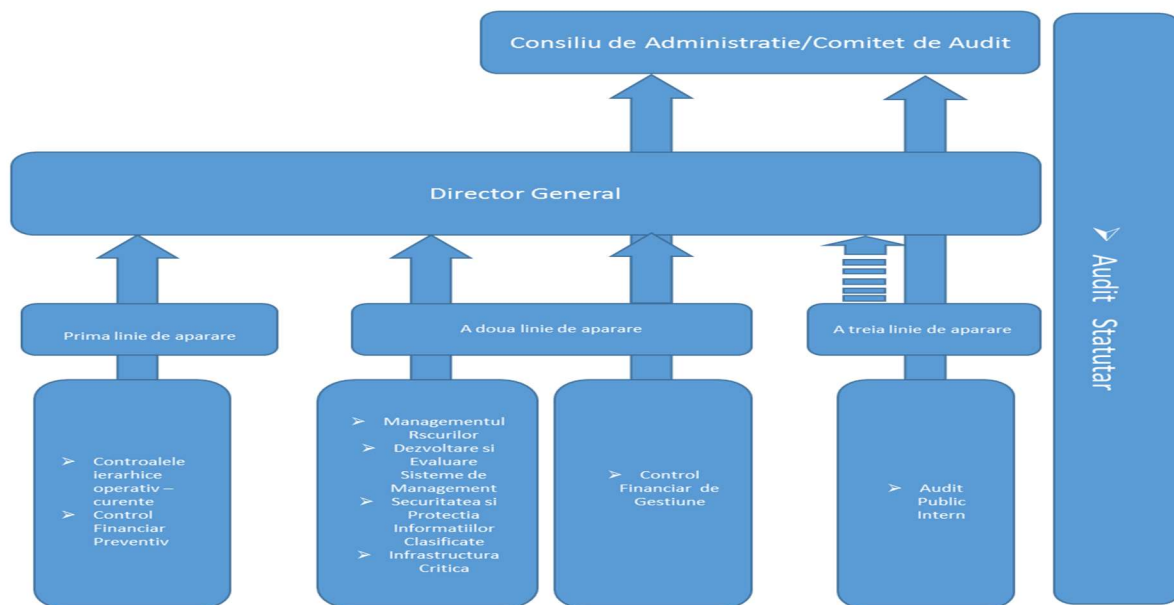 Consiliu de Administratie/Comitet de Audit
Director General
Prima linie de aparare
A doua linie de aparare
A treia linie de aparare
➢ Controalele
ierarhice
operativ –
curente
➢ Control
Financiar
Preventiv
➢ Managementul
Rscurilor
➢ Dezvoltare si
Evaluare
Sisteme de
Management
➢ Securitatea si
Protectia
Informatiilor
Clasificate
➢ Infrastructura
Critica
➢ Control
Financiar de
Gestiune
➢ Audit
Public
Intern
➢ Audit Statutar